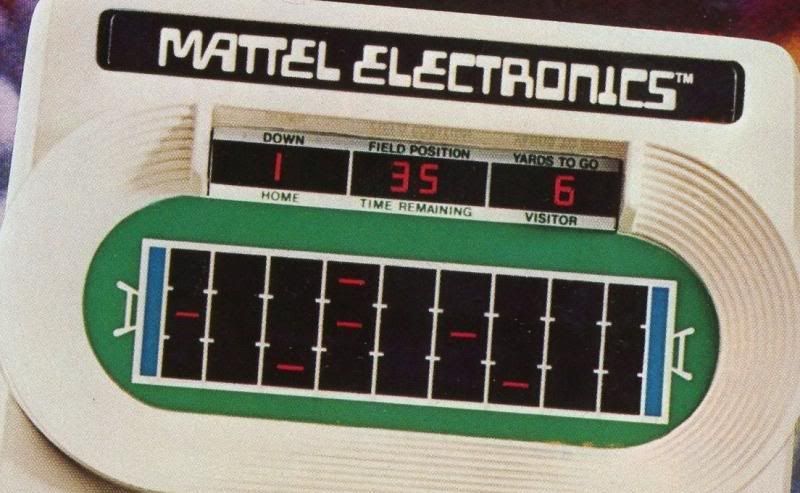 MATTEL ELECTRONICS™
DOWN FIELD POSITION YARDS TO GO
1 35 6
HOME TIME REMAINING VISITOR